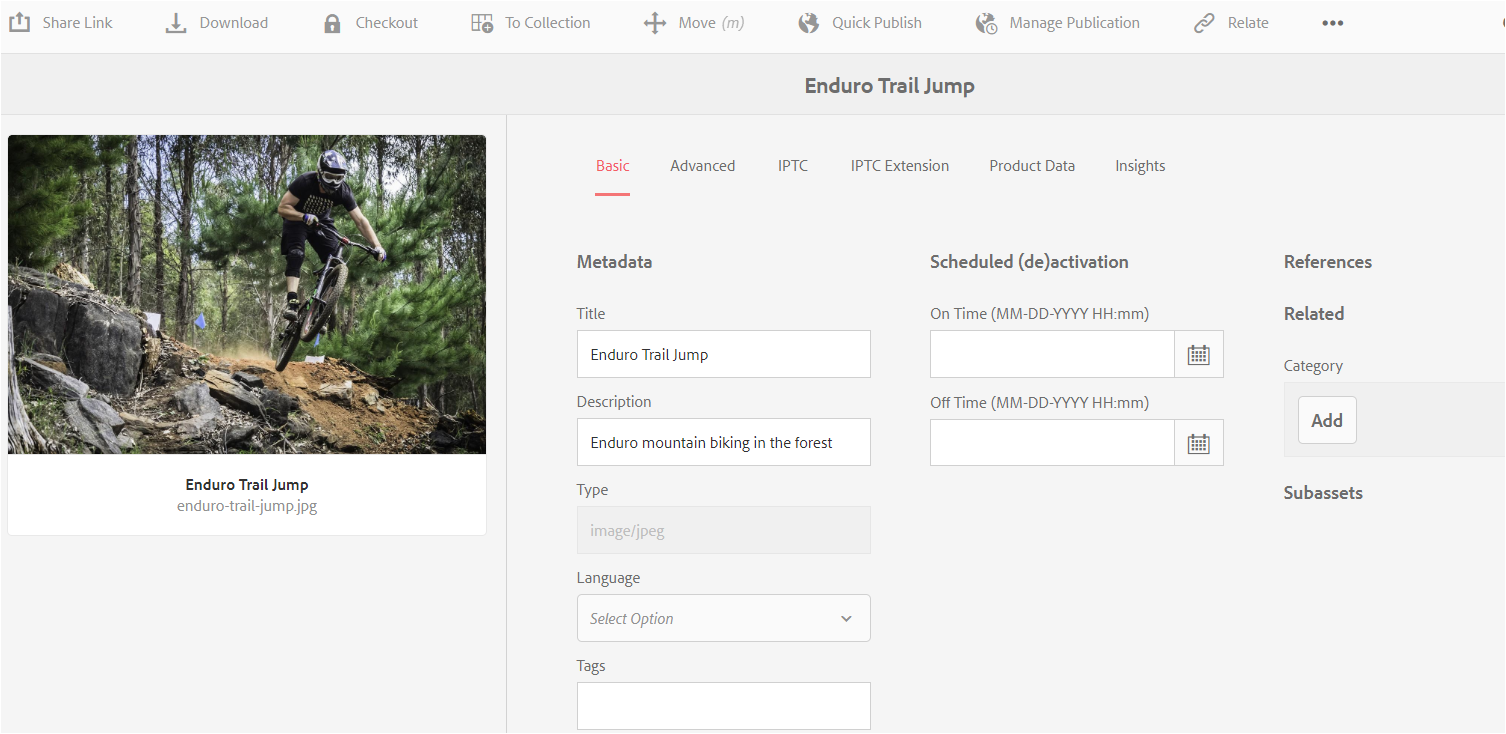 Share Link Download Checkout To Collection Move (m) Quick Publish Manage Publication Relate
Enduro Trail Jump
Enduro Trail Jump
enduro-trail-jump.jpg
Basic Advanced IPTC IPTC Extension Product Data Insights
Metadata
Title
Enduro Trail Jump
Description
Enduro mountain biking in the forest
Type
image/jpeg
Language
Select Option
Tags
Scheduled (de)activation
On Time (MM-DD-YYYY HH:mm)
Off Time (MM-DD-YYYY HH:mm)
References
Related
Category
Add
Subassets